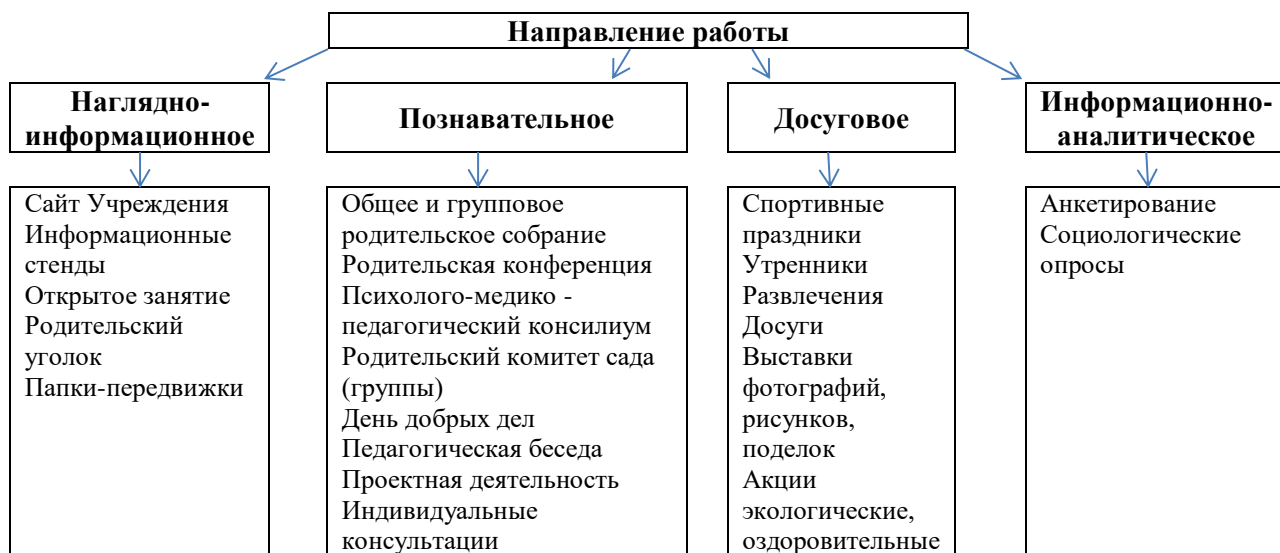 Направление работы
Наглядно-
информационное
Познавательное
Досуговое
Информационно-
аналитическое
Сайт Учреждения
Информационные
стенды
Открытое занятие
Родительский
уголок
Папки-передвижки
Общее и групповое
родительское собрание
Родительская конференция
Психолого-медико -
педагогический консилиум
Родительский комитет сада
(группы)
День добрых дел
Педагогическая беседа
Проектная деятельность
Индивидуальные
консультации
Спортивные
праздники
Утренники
Развлечения
Досуги
Выставки
фотографий,
рисунков,
поделок
Акции
экологические,
оздоровительные
Анкетирование
Социологические
опросы